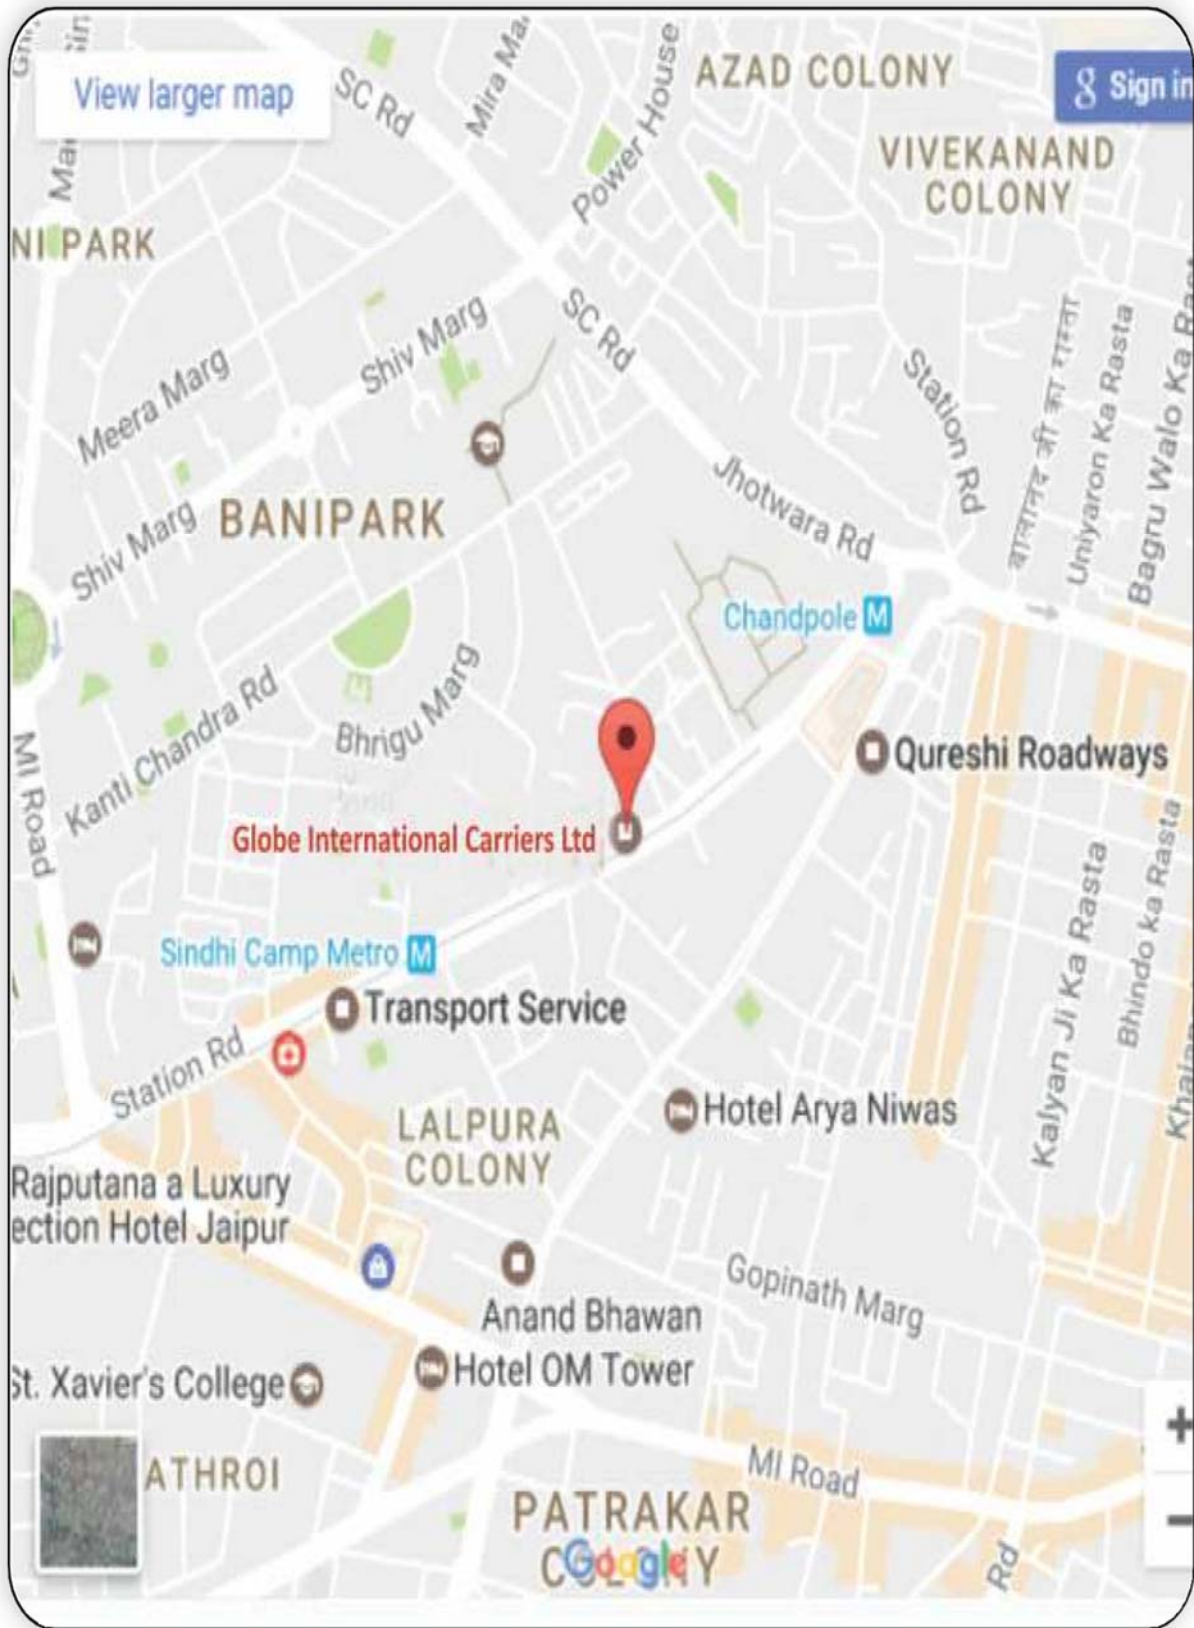 SC Rd
Mira Ma
Power House
AZAD COLONY
g Sign in
View larger map
VIVEKANAND
COLONY
NI PARK
Shiv Marg
SC Rd
Meera Marg
Station Rd
Uniyaron Ka Rasta
Bagru Walo Ka Rast
Jhotwara Rd
BANIPARK
Shiv Marg
Chandpole M
Kanti Chandra Rd
Bhrigu Marg
MI Road
Qureshi Roadways
Globe International Carriers Ltd
Kalyan Ji Ka Rasta
Bhindo ka Rasta
Sindhi Camp Metro M
Transport Service
Station Rd
Hotel Arya Niwas
LALPURA
COLONY
Rajputana a Luxury
ection Hotel Jaipur
Gopinath Marg
Anand Bhawan
Hotel OM Tower
St. Xavier's College
ATHROI
MI Road
PATRAKAR
Google
Rd
+
−